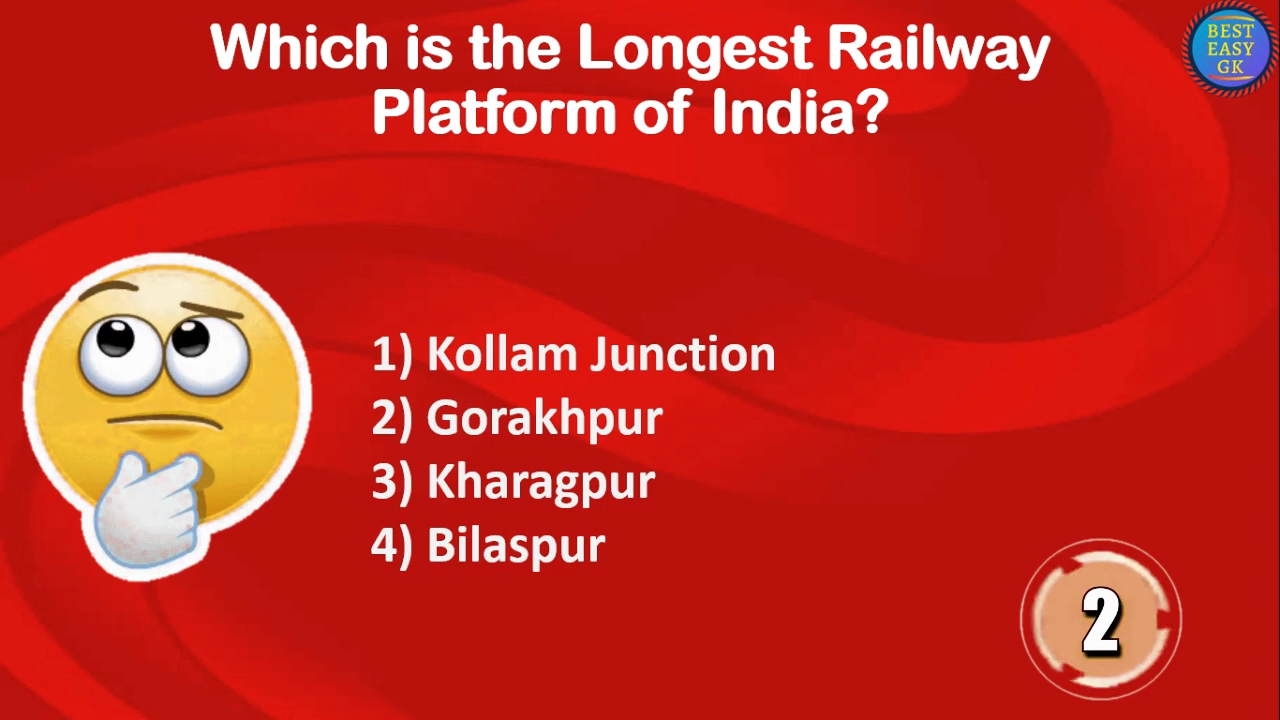 Which is the Longest Railway
Platform of India?
BEST
EASY
GK
1) Kollam Junction
2) Gorakhpur
3) Kharagpur
4) Bilaspur
2